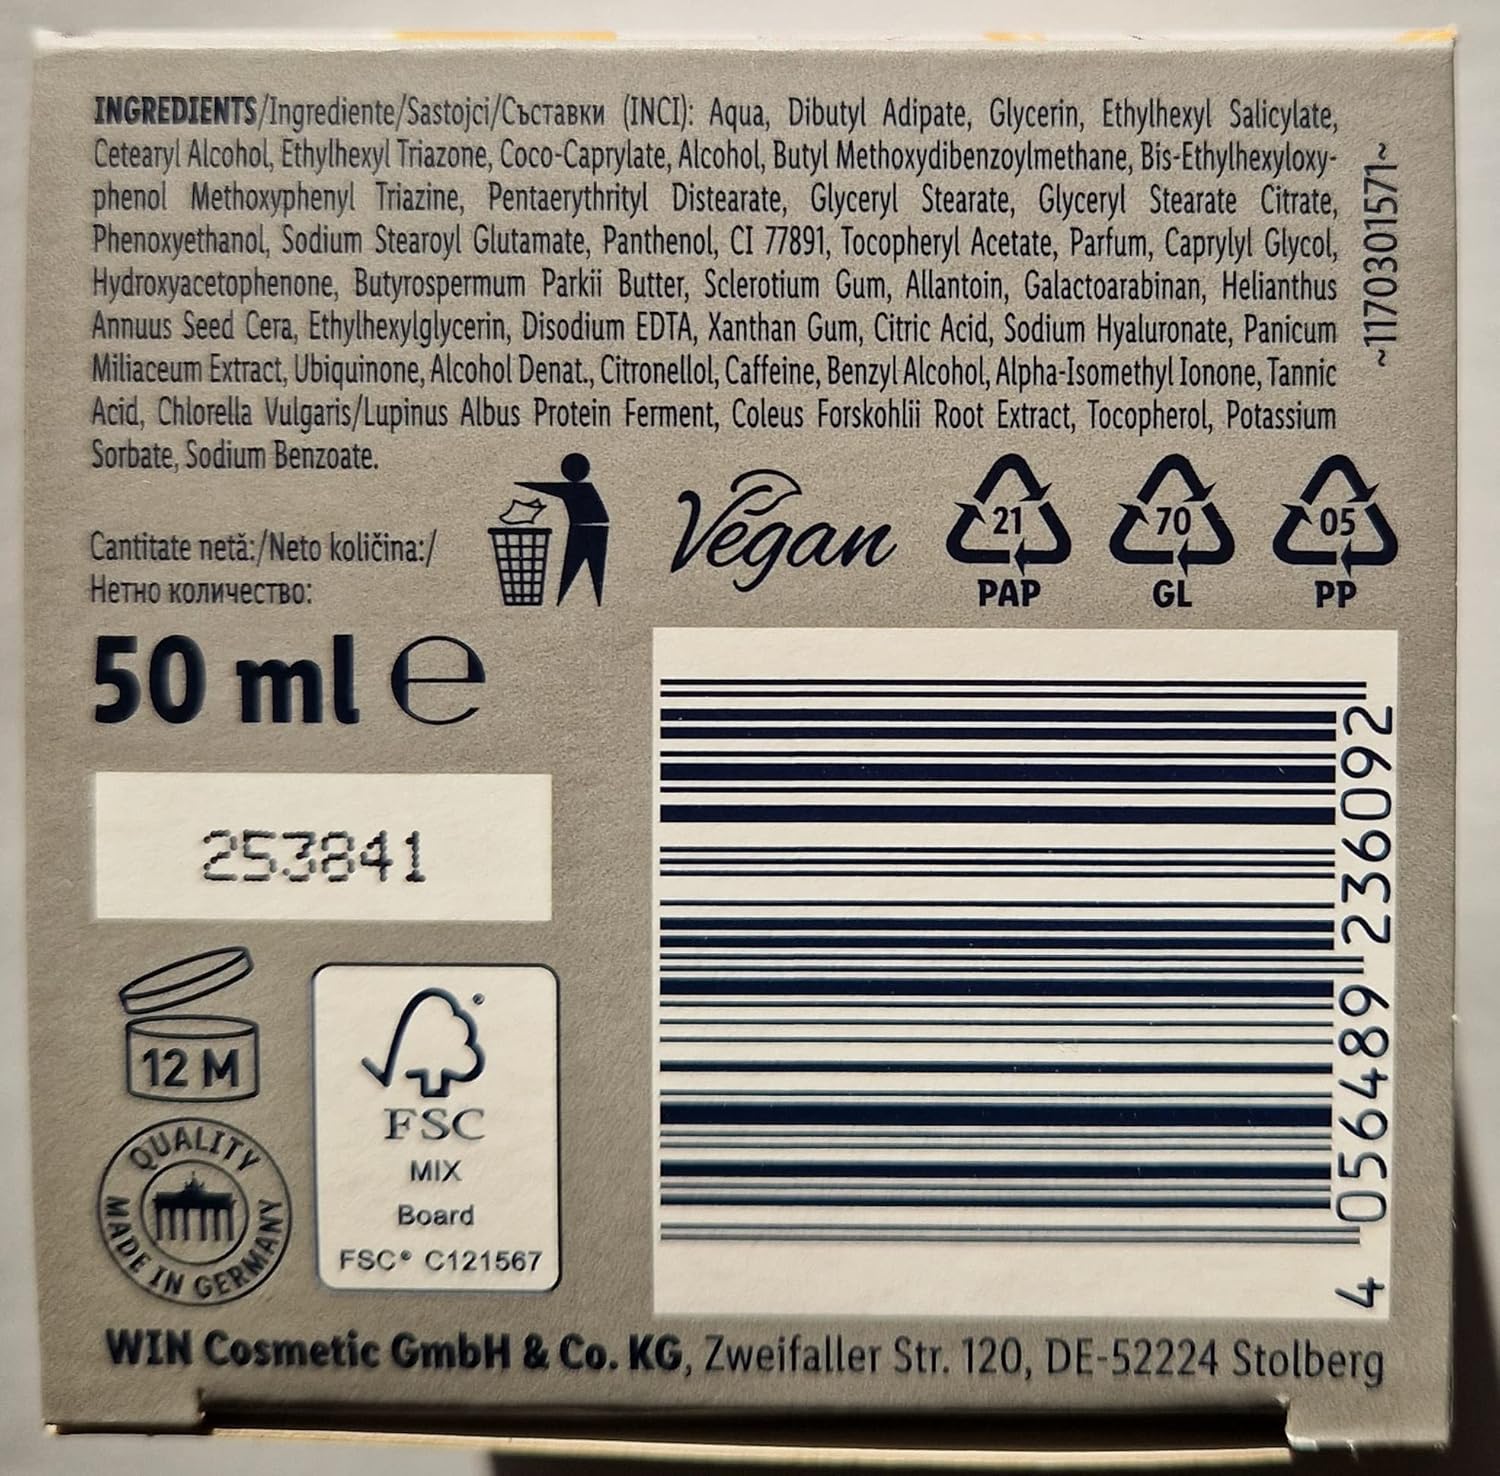 INGREDIENTS/Ingrediente/Sastojci/Съставки (INCI): Aqua, Dibutyl Adipate, Glycerin, Ethylhexyl Salicylate,
Cetearyl Alcohol, Ethylhexyl Triazone, Coco-Caprylate, Alcohol, Butyl Methoxydibenzoylmethane, Bis-Ethylhexyloxy-
phenol Methoxyphenyl Triazine, Pentaerythrityl Distearate, Glyceryl Stearate, Glyceryl Stearate Citrate,
Phenoxyethanol, Sodium Stearoyl Glutamate, Panthenol, CI 77891, Tocopheryl Acetate, Parfum, Caprylyl Glycol,
Hydroxyacetophenone, Butyrospermum Parkii Butter, Sclerotium Gum, Allantoin, Galactoarabinan, Helianthus
Annuus Seed Cera, Ethylhexylglycerin, Disodium EDTA, Xanthan Gum, Citric Acid, Sodium Hyaluronate, Panicum
Miliaceum Extract, Ubiquinone, Alcohol Denat., Citronellol, Caffeine, Benzyl Alcohol, Alpha-Isomethyl Ionone, Tannic
Acid, Chlorella Vulgaris/Lupinus Albus Protein Ferment, Coleus Forskohlii Root Extract, Tocopherol, Potassium
Sorbate, Sodium Benzoate.
~1170301571~
Cantitate netă:/Neto količina:/
Нетно количество:
50 ml ℮
Vegan
21
PAP
70
GL
05
PP
253841
12 M
QUALITY
MADE IN GERMANY
FSC®
MIX
Board
FSC® C121567
4 056489 236092
WIN Cosmetic GmbH & Co. KG, Zweifaller Str. 120, DE-52224 Stolberg